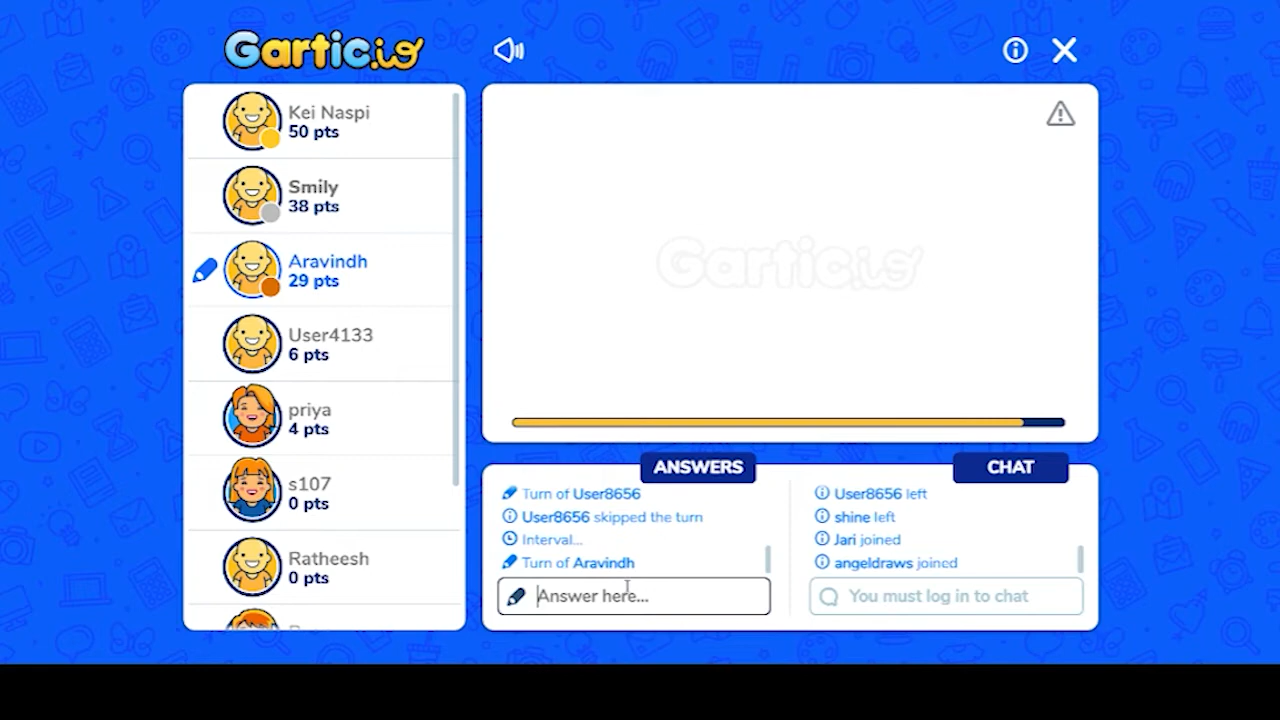 Gartic.io
Kei Naspi
50 pts
Smily
38 pts
Aravindh
29 pts
User4133
6 pts
priya
4 pts
s107
0 pts
Ratheesh
0 pts
Gartic.io
ANSWERS
Turn of User8656
User8656 skipped the turn
Interval...
Turn of Aravindh
Answer here...
CHAT
User8656 left
shine left
Jari joined
angeldraws joined
You must log in to chat